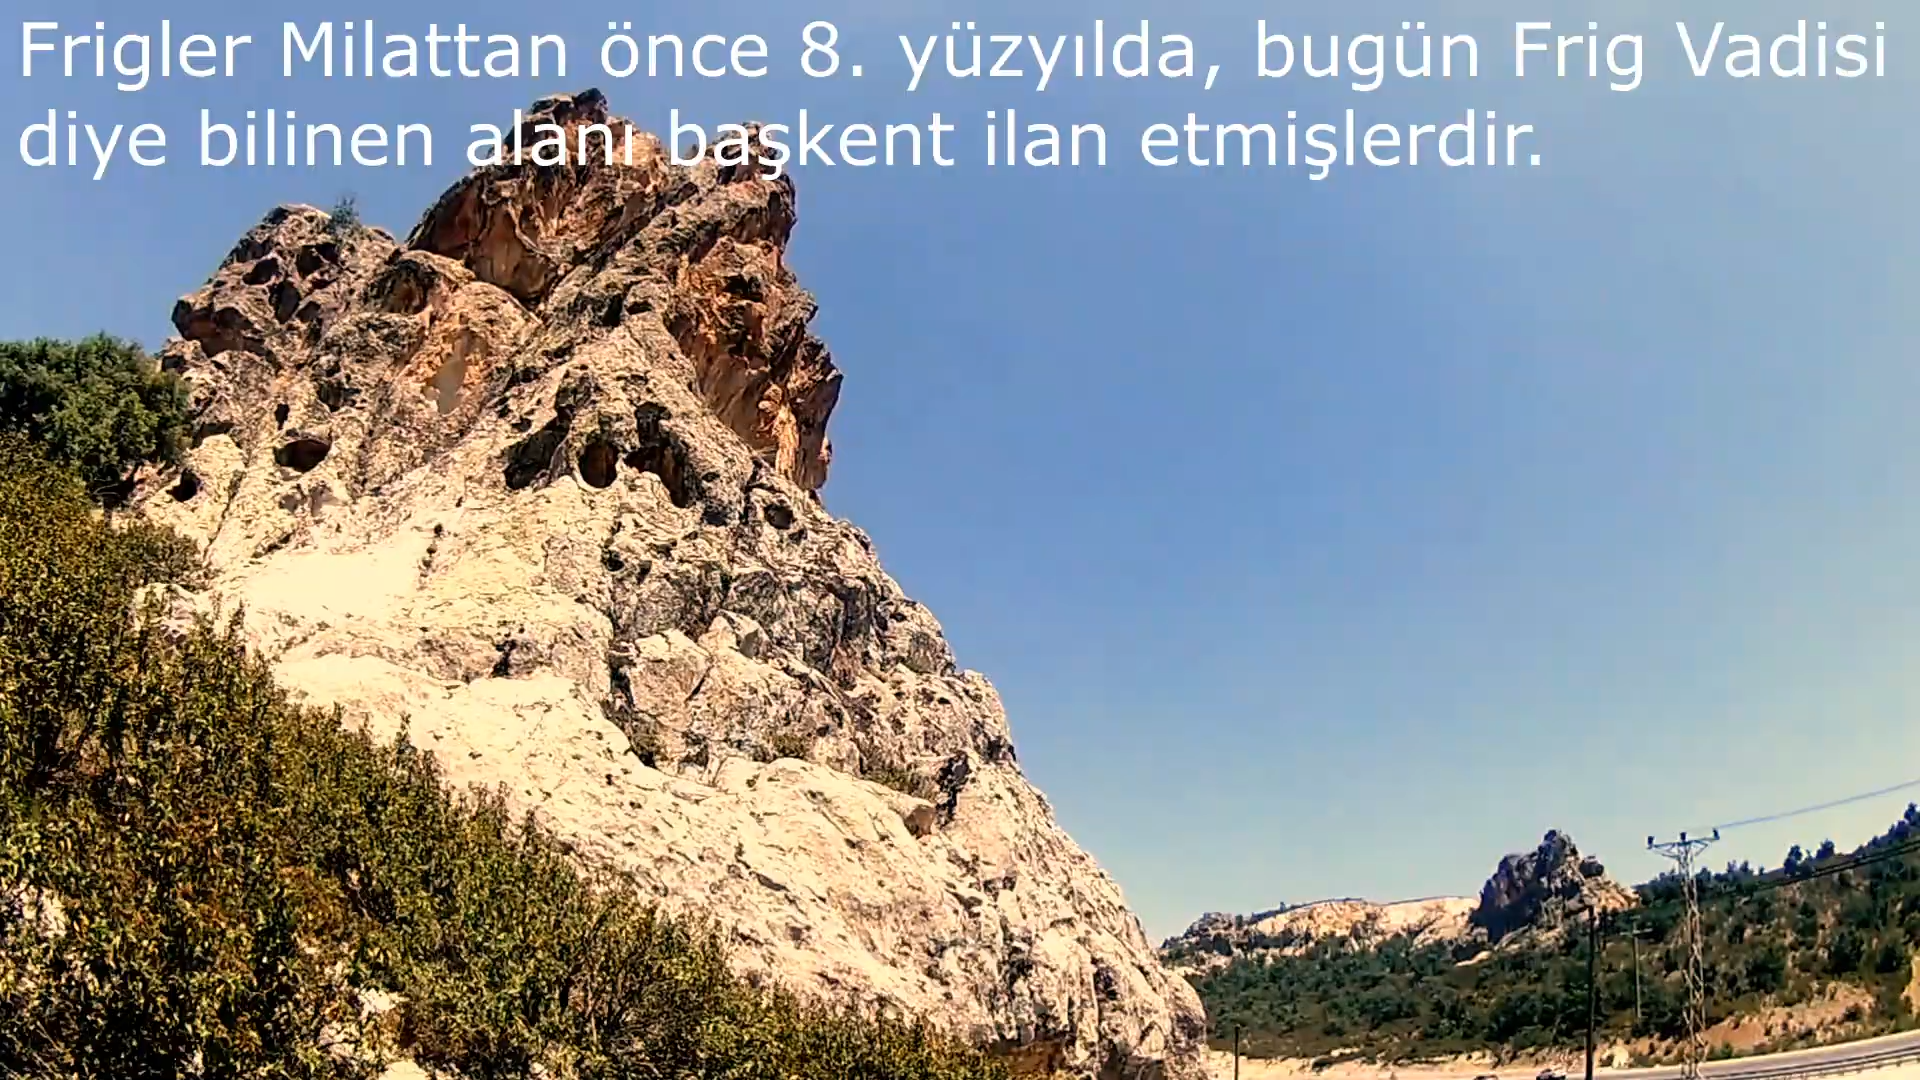 Frigler Milattan önce 8. yüzyılda, bugün Frig Vadisi
diye bilinen alanı başkent ilan etmişlerdir.